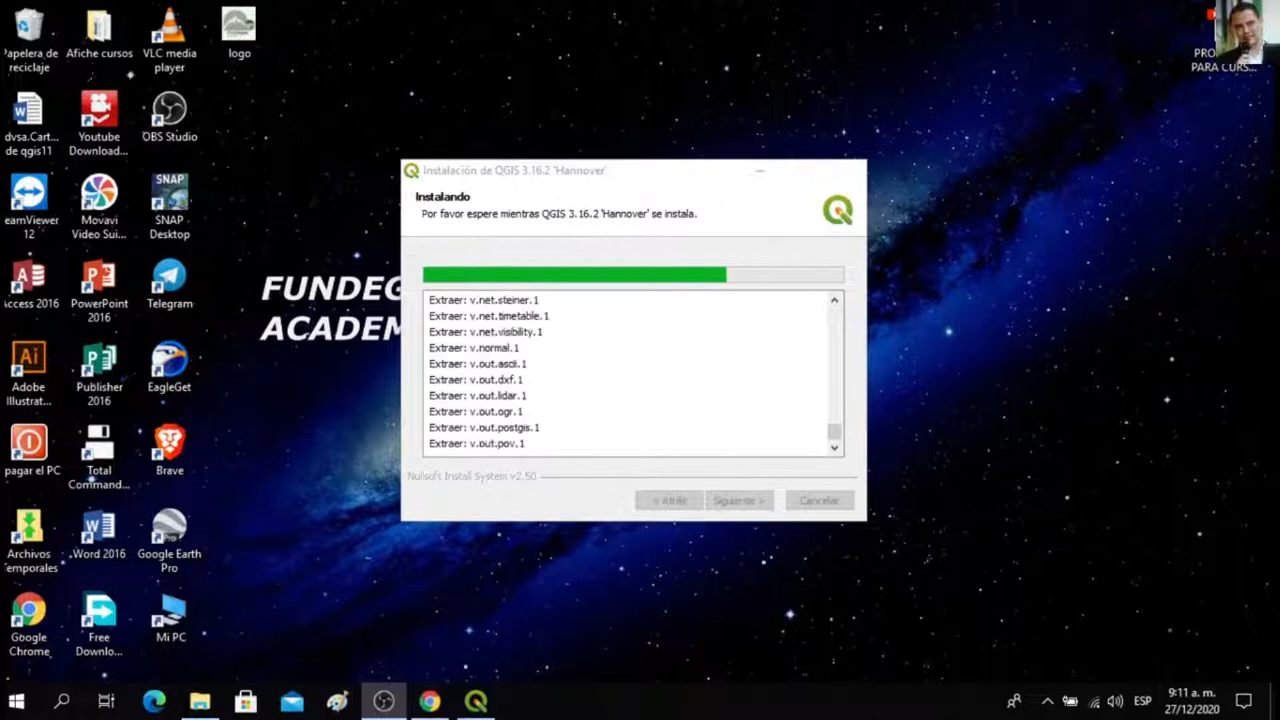 Papelera de
reciclaje
Afiche cursos
VLC media
player
logo
PRO
PARA CURS...
dvsa.Cart...
de qgis11
Youtube
Download...
OBS Studio
eamViewer
12
Movavi
Video Sui...
SNAP
SNAP
Desktop
Access 2016
PowerPoint
2016
Telegram
Adobe
Illustrat...
Publisher
2016
EagleGet
pagar el PC
Total
Comman...
Brave
Archivos
Temporales
Word 2016
Google Earth
Pro
Google
Chrome
Free
Downlo...
Mi PC
FUNDEG
ACADEM
Instalación de QGIS 3.16.2 'Hannover'
Instalando
Por favor espere mientras QGIS 3.16.2 'Hannover' se instala.
Extraer: v.net.steiner.1
Extraer: v.net.timetable.1
Extraer: v.net.visibility.1
Extraer: v.normal.1
Extraer: v.out.ascii.1
Extraer: v.out.dxf.1
Extraer: v.out.lidar.1
Extraer: v.out.ogr.1
Extraer: v.out.postgis.1
Extraer: v.out.pov.1
Nullsoft Install System v2.50
< Atrás
Siguiente >
Cancelar
ESP
9:11 a. m.
27/12/2020